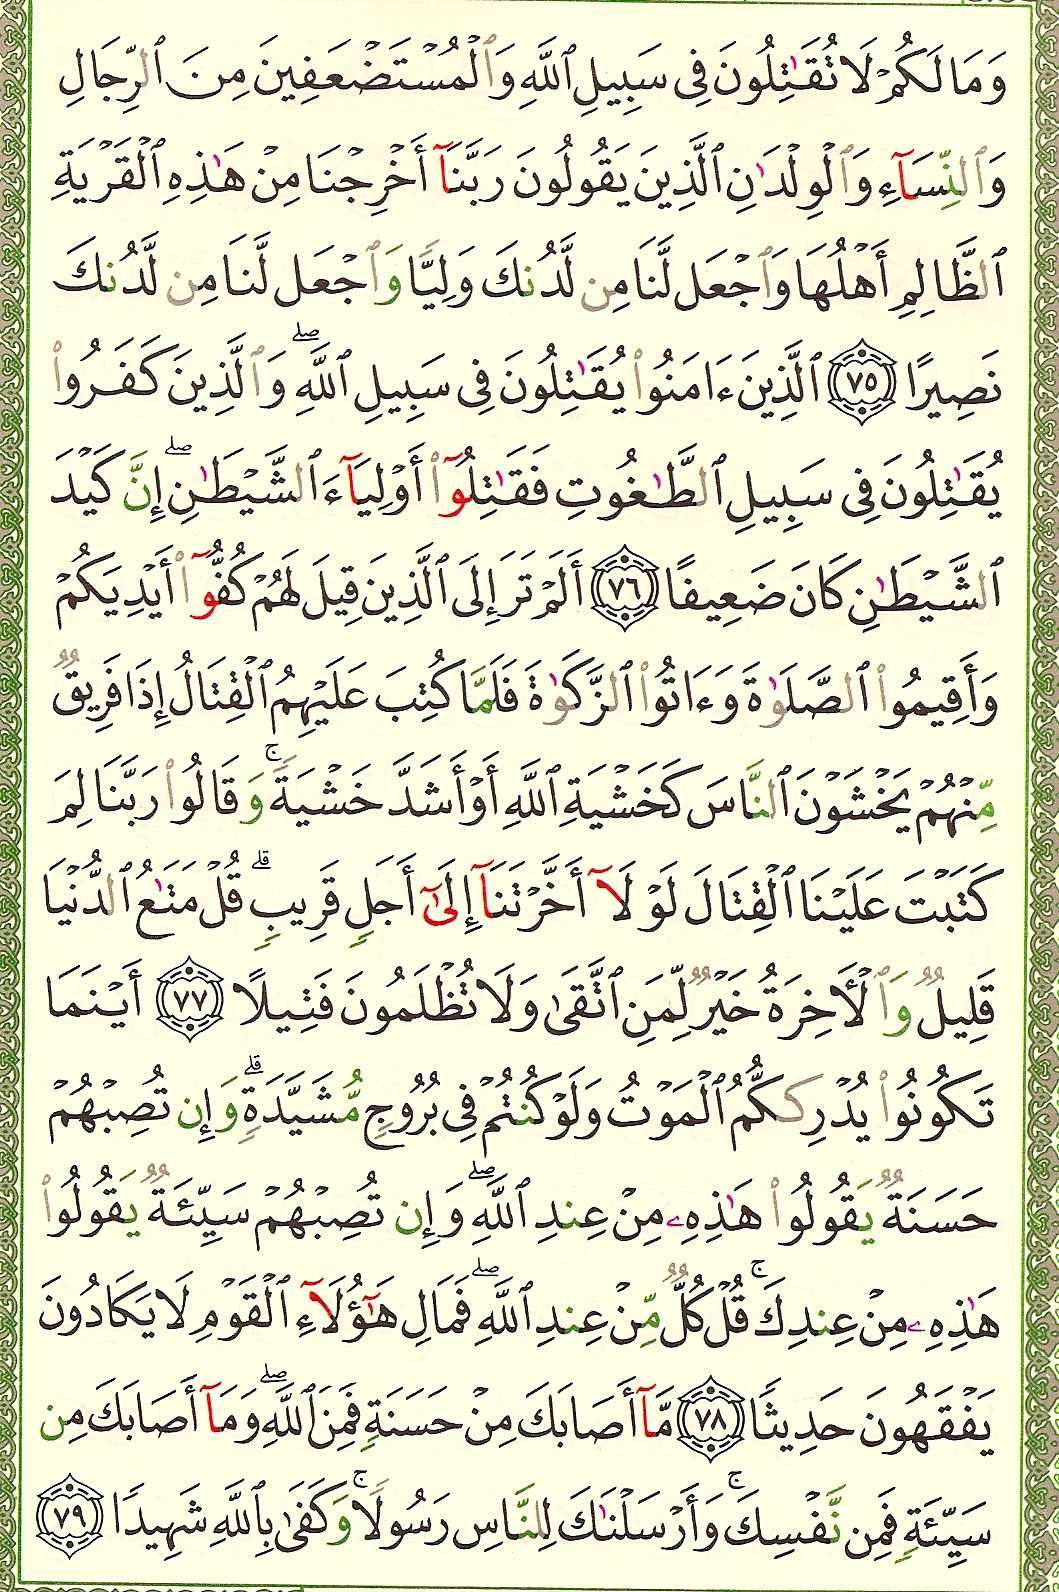 وَمَا لَكُمْ لَا تُقَـٰتِلُونَ فِى سَبِيلِ ٱللَّهِ وَٱلْمُسْتَضْعَفِينَ مِنَ ٱلرِّجَالِ
وَٱلنِّسَآءِ وَٱلْوِلْدَٰنِ ٱلَّذِينَ يَقُولُونَ رَبَّنَآ أَخْرِجْنَا مِنْ هَـٰذِهِ ٱلْقَرْيَةِ
ٱلظَّالِمِ أَهْلُهَا وَٱجْعَل لَّنَا مِن لَّدُنكَ وَلِيًّا وَٱجْعَل لَّنَا مِن لَّدُنكَ
نَصِيرًا ٧٥ ٱلَّذِينَ ءَامَنُوا۟ يُقَـٰتِلُونَ فِى سَبِيلِ ٱللَّهِ ۖ وَٱلَّذِينَ كَفَرُوا۟
يُقَـٰتِلُونَ فِى سَبِيلِ ٱلطَّـٰغُوتِ فَقَـٰتِلُوٓا۟ أَوْلِيَآءَ ٱلشَّيْطَـٰنِ ۖ إِنَّ كَيْدَ
ٱلشَّيْطَـٰنِ كَانَ ضَعِيفًا ٧٦ أَلَمْ تَرَ إِلَى ٱلَّذِينَ قِيلَ لَهُمْ كُفُّوٓا۟ أَيْدِيَكُمْ
وَأَقِيمُوا۟ ٱلصَّلَوٰةَ وَءَاتُوا۟ ٱلزَّكَوٰةَ فَلَمَّا كُتِبَ عَلَيْهِمُ ٱلْقِتَالُ إِذَا فَرِيقٌ
مِّنْهُمْ يَخْشَوْنَ ٱلنَّاسَ كَخَشْيَةِ ٱللَّهِ أَوْ أَشَدَّ خَشْيَةً ۚ وَقَالُوا۟ رَبَّنَا لِمَ
كَتَبْتَ عَلَيْنَا ٱلْقِتَالَ لَوْلَآ أَخَّرْتَنَآ إِلَىٰٓ أَجَلٍ قَرِيبٍ ۗ قُلْ مَتَـٰعُ ٱلدُّنْيَا
قَلِيلٌ وَٱلْـَٔاخِرَةُ خَيْرٌ لِّمَنِ ٱتَّقَىٰ وَلَا تُظْلَمُونَ فَتِيلًا ٧٧ أَيْنَمَا
تَكُونُوا۟ يُدْرِككُّمُ ٱلْمَوْتُ وَلَوْ كُنتُمْ فِى بُرُوجٍ مُّشَيَّدَةٍ ۗ وَإِن تُصِبْهُمْ
حَسَنَةٌ يَقُولُوا۟ هَـٰذِهِۦ مِنْ عِندِ ٱللَّهِ ۖ وَإِن تُصِبْهُمْ سَيِّئَةٌ يَقُولُوا۟
هَـٰذِهِۦ مِنْ عِندِكَ ۚ قُلْ كُلٌّ مِّنْ عِندِ ٱللَّهِ ۖ فَمَالِ هَـٰٓؤُلَآءِ ٱلْقَوْمِ لَا يَكَادُونَ
يَفْقَهُونَ حَدِيثًا ٧٨ مَّآ أَصَابَكَ مِنْ حَسَنَةٍ فَمِنَ ٱللَّهِ ۖ وَمَآ أَصَابَكَ مِن
سَيِّئَةٍ فَمِن نَّفْسِكَ ۚ وَأَرْسَلْنَـٰكَ لِلنَّاسِ رَسُولًا ۚ وَكَفَىٰ بِٱللَّهِ شَهِيدًا ٧٩